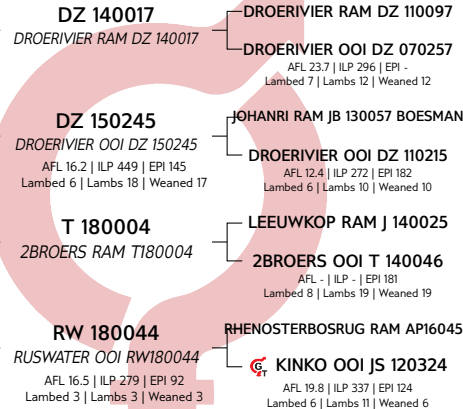 DZ 140017
DROERIVIER RAM DZ 140017
DROERIVIER RAM DZ 110097
DROERIVIER OOI DZ 070257
AFL 23.7 | ILP 296 | EPI -
Lambed 7 | Lambs 12 | Weaned 12
DZ 150245
DROERIVIER OOI DZ 150245
AFL 16.2 | ILP 449 | EPI 145
Lambed 6 | Lambs 18 | Weaned 17
JOHANRI RAM JB 130057 BOESMAN
DROERIVIER OOI DZ 110215
AFL 12.4 | ILP 272 | EPI 182
Lambed 6 | Lambs 10 | Weaned 10
T 180004
2BROERS RAM T180004
LEEUWKOP RAM J 140025
2BROERS OOI T 140046
AFL - | ILP - | EPI 181
Lambed 8 | Lambs 19 | Weaned 19
RW 180044
RUSWATER OOI RW180044
AFL 16.5 | ILP 279 | EPI 92
Lambed 3 | Lambs 3 | Weaned 3
RHENOSTERBOSRUG RAM AP16045
GT KINKO OOI JS 120324
AFL 19.8 | ILP 337 | EPI 124
Lambed 6 | Lambs 11 | Weaned 6